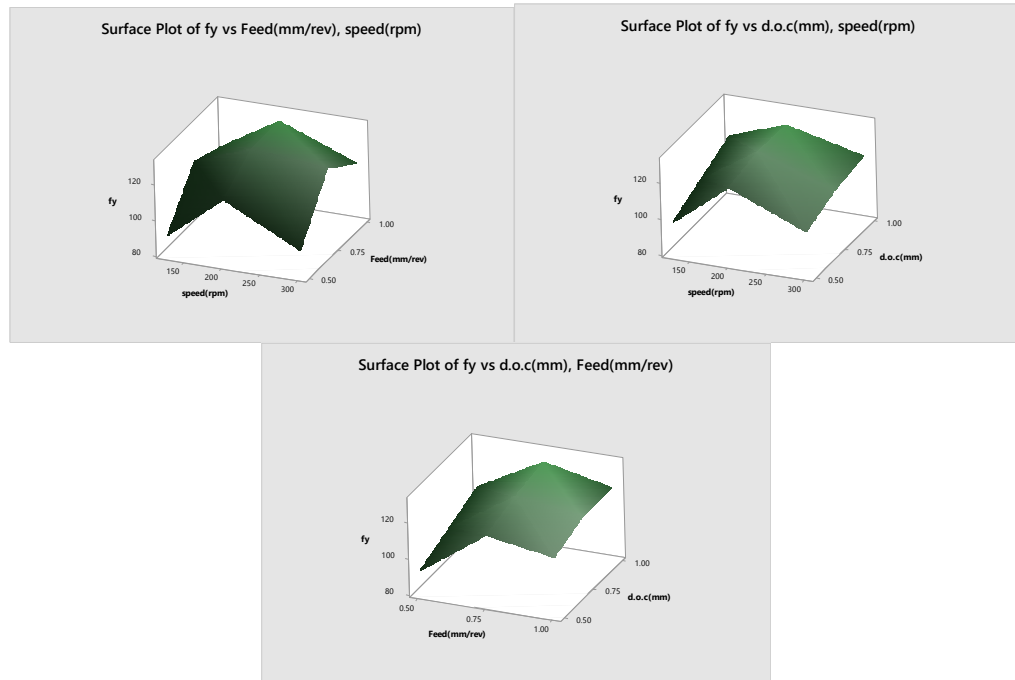 Surface Plot of fy vs Feed(mm/rev), speed(rpm)
120
fy
100
80
150
200
250
300
speed(rpm)
0.50
0.75
1.00
Feed(mm/rev)
Surface Plot of fy vs d.o.c(mm), speed(rpm)
120
fy
100
80
150
200
250
300
speed(rpm)
0.50
0.75
1.00
d.o.c(mm)
Surface Plot of fy vs d.o.c(mm), Feed(mm/rev)
120
fy
100
80
0.50
0.75
1.00
Feed(mm/rev)
0.50
0.75
1.00
d.o.c(mm)